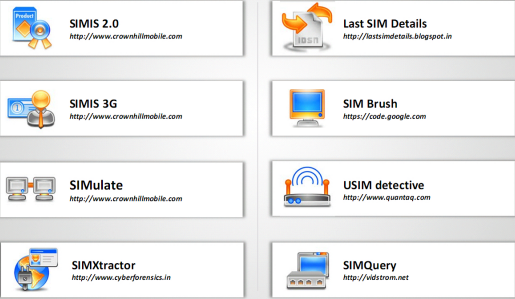 SIMIS 2.0
http://www.crownhillmobile.com
SIMIS 3G
http://www.crownhillmobile.com
SIMulate
http://www.crownhillmobile.com
SIMXtractor
http://www.cyberforensics.in
Last SIM Details
http://lastsimdetails.blogspot.in
SIM Brush
https://code.google.com
USIM detective
http://www.quantaq.com
SIMQuery
http://vidstrom.net
Product